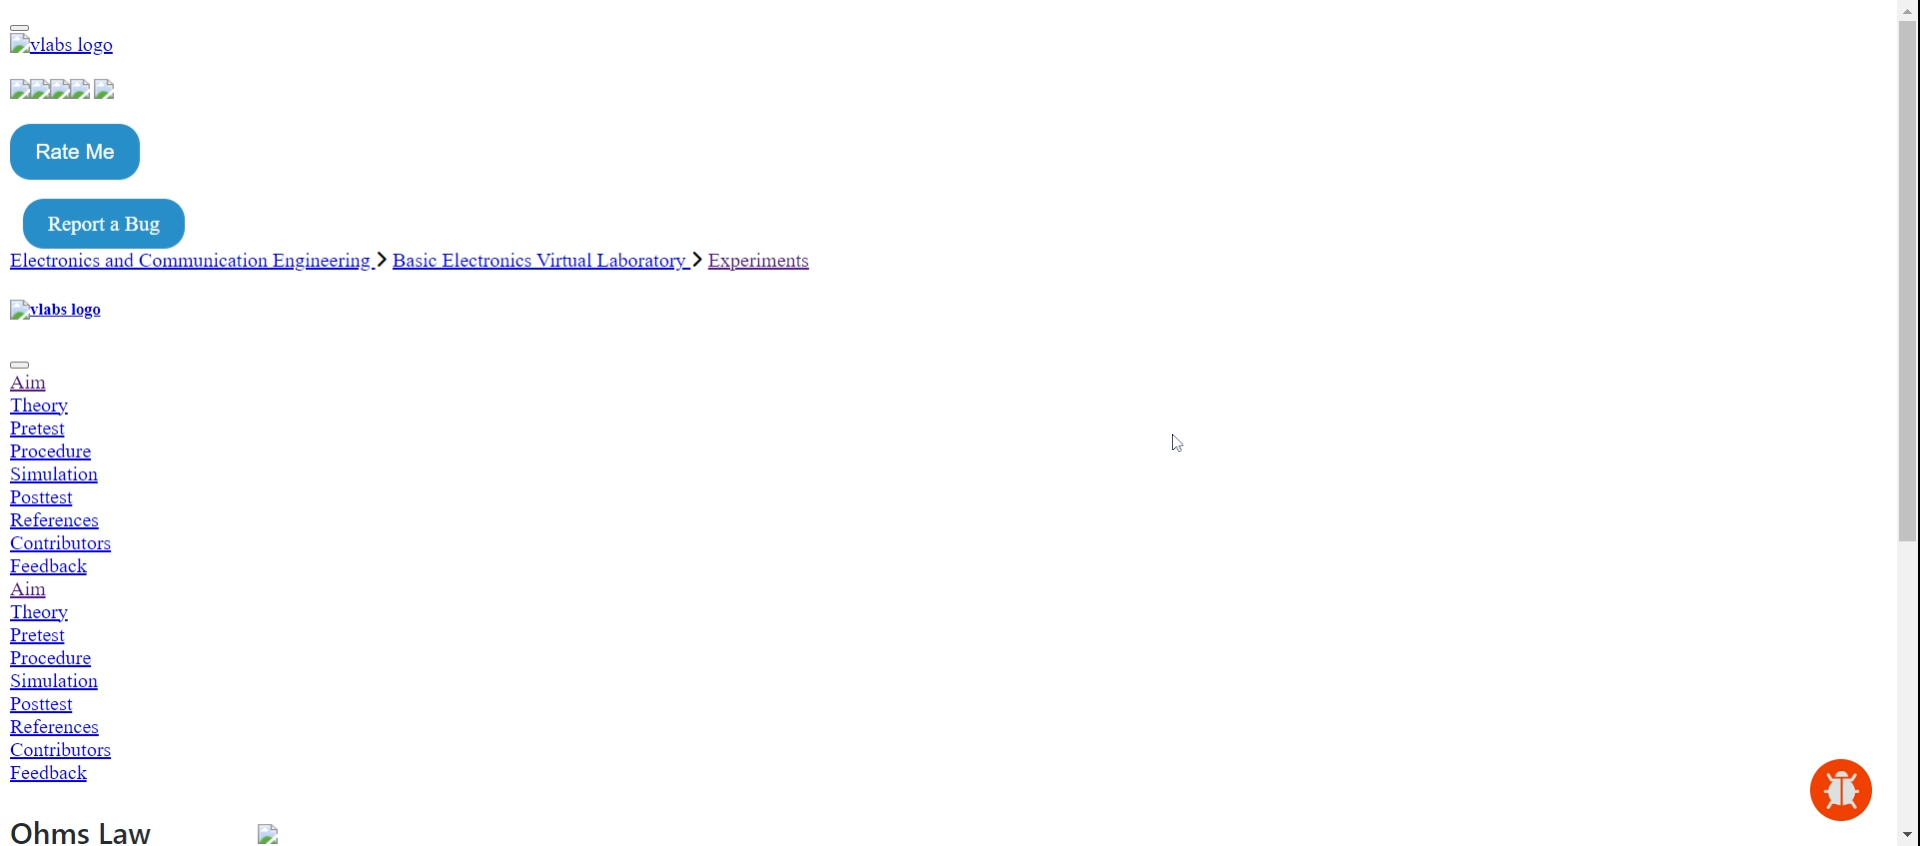 vlabs logo
Rate Me
Report a Bug
Electronics and Communication Engineering Basic Electronics Virtual Laboratory Experiments
vlabs logo
Aim
Theory
Pretest
Procedure
Simulation
Posttest
References
Contributors
Feedback
Aim
Theory
Pretest
Procedure
Simulation
Posttest
References
Contributors
Feedback
Ohms Law